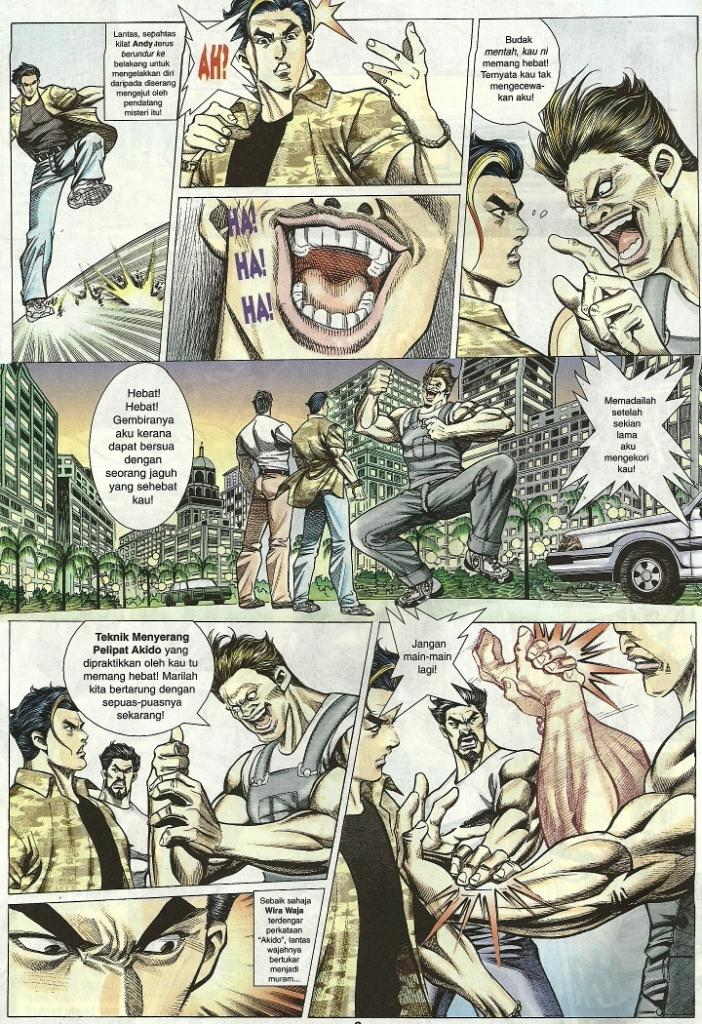 Lantas, sepahtas
kilat Andy terus
berundur ke
belakang untuk
mengelakkan diri
daripada diserang
mengejut oleh
pendatang
misteri itu!
AH?
HA!
HA!
HA!
Budak
mentah, kau ni
memang hebat!
Ternyata kau tak
mengecewa-
kan aku!
Hebat!
Hebat!
Gembiranya
aku kerana
dapat bersua
dengan
seorang jaguh
yang sehebat
kau!
Memadailah
setelah
sekian
lama
aku
mengekori
kau!
Teknik Menyerang
Pelipat Akido yang
dipraktikkan oleh kau tu
memang hebat! Marilah
kita bertarung dengan
sepuas-puasnya
sekarang!
Jangan
main-main
lagi!
Sebaik sahaja
Wira Waja
terdengar
perkataan
"Akido", lantas
wajahnya
bertukar
menjadi
muram...